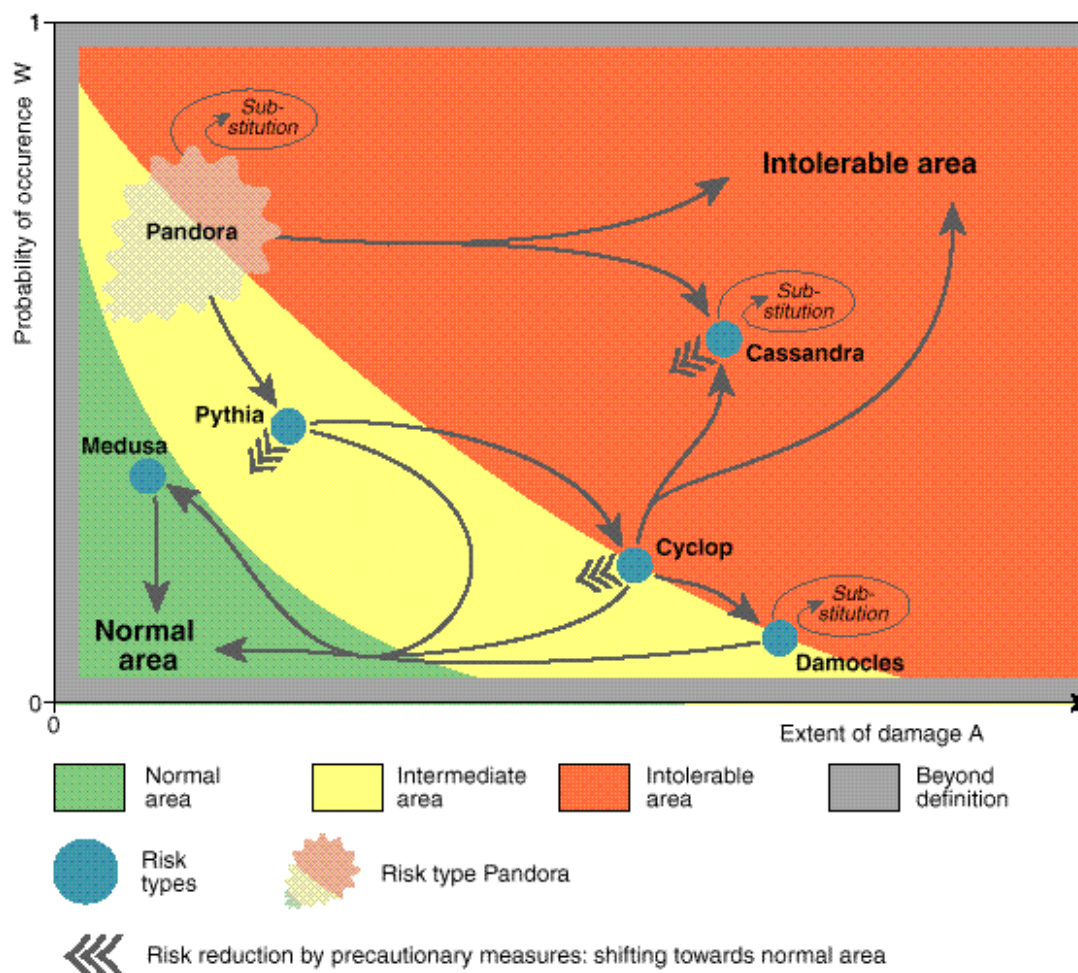 1
Probability of occurence W
Sub-
stitution
Intolerable area
Pandora
Sub-
stitution
Cassandra
Pythia
Medusa
Cyclop
Sub-
stitution
Normal
area
Damocles
0
0
Extent of damage A
Normal
area
Intermediate
area
Intolerable
area
Beyond
definition
Risk
types
Risk type Pandora
Risk reduction by precautionary measures: shifting towards normal area